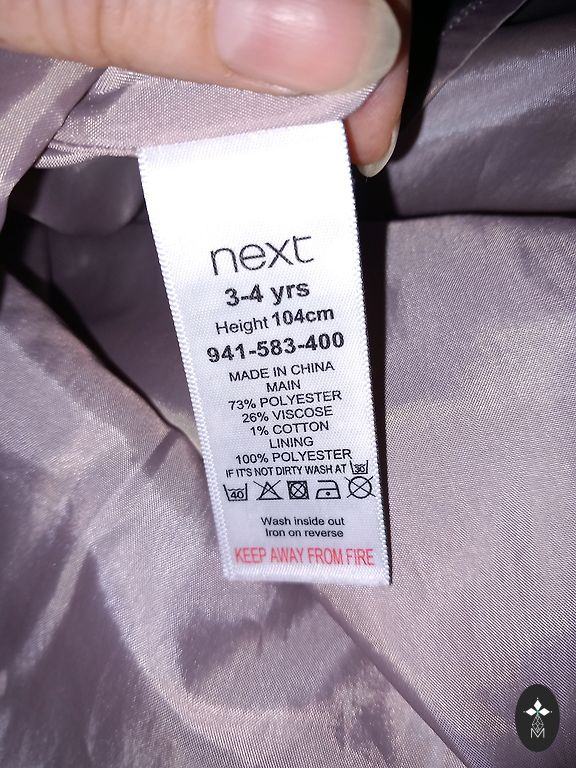 next
3-4 yrs
Height 104cm
941-583-400
MADE IN CHINA
MAIN
73% POLYESTER
26% VISCOSE
1% COTTON
LINING
100% POLYESTER
IF IT'S NOT DIRTY WASH AT 30
40
Wash inside out
Iron on reverse
KEEP AWAY FROM FIRE
M